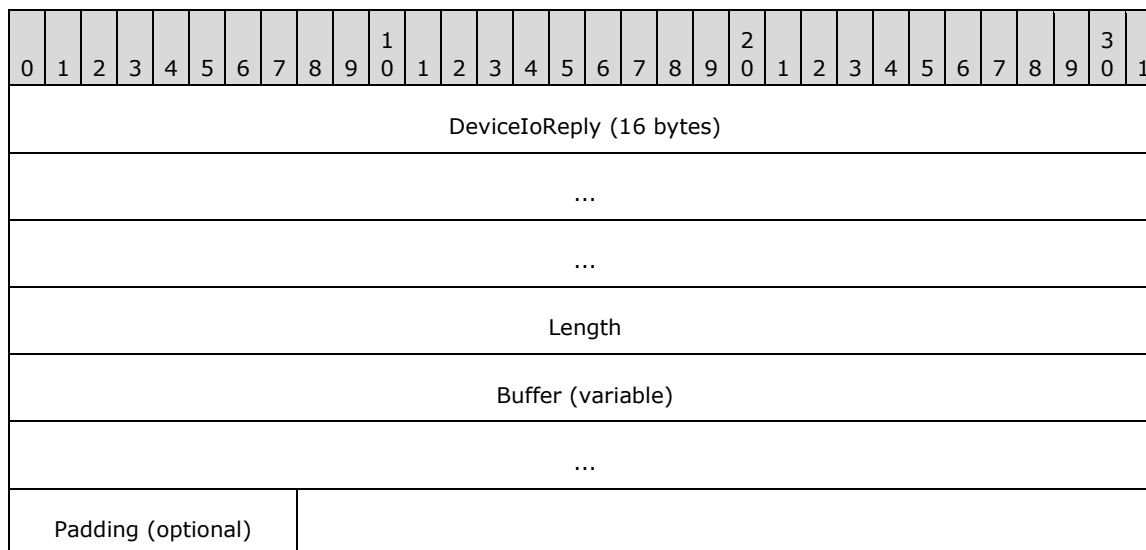 1 2 3
0 1 2 3 4 5 6 7 8 9 0 1 2 3 4 5 6 7 8 9 0 1 2 3 4 5 6 7 8 9 0 1
DeviceIoReply (16 bytes)
...
...
Length
Buffer (variable)
...
Padding (optional)